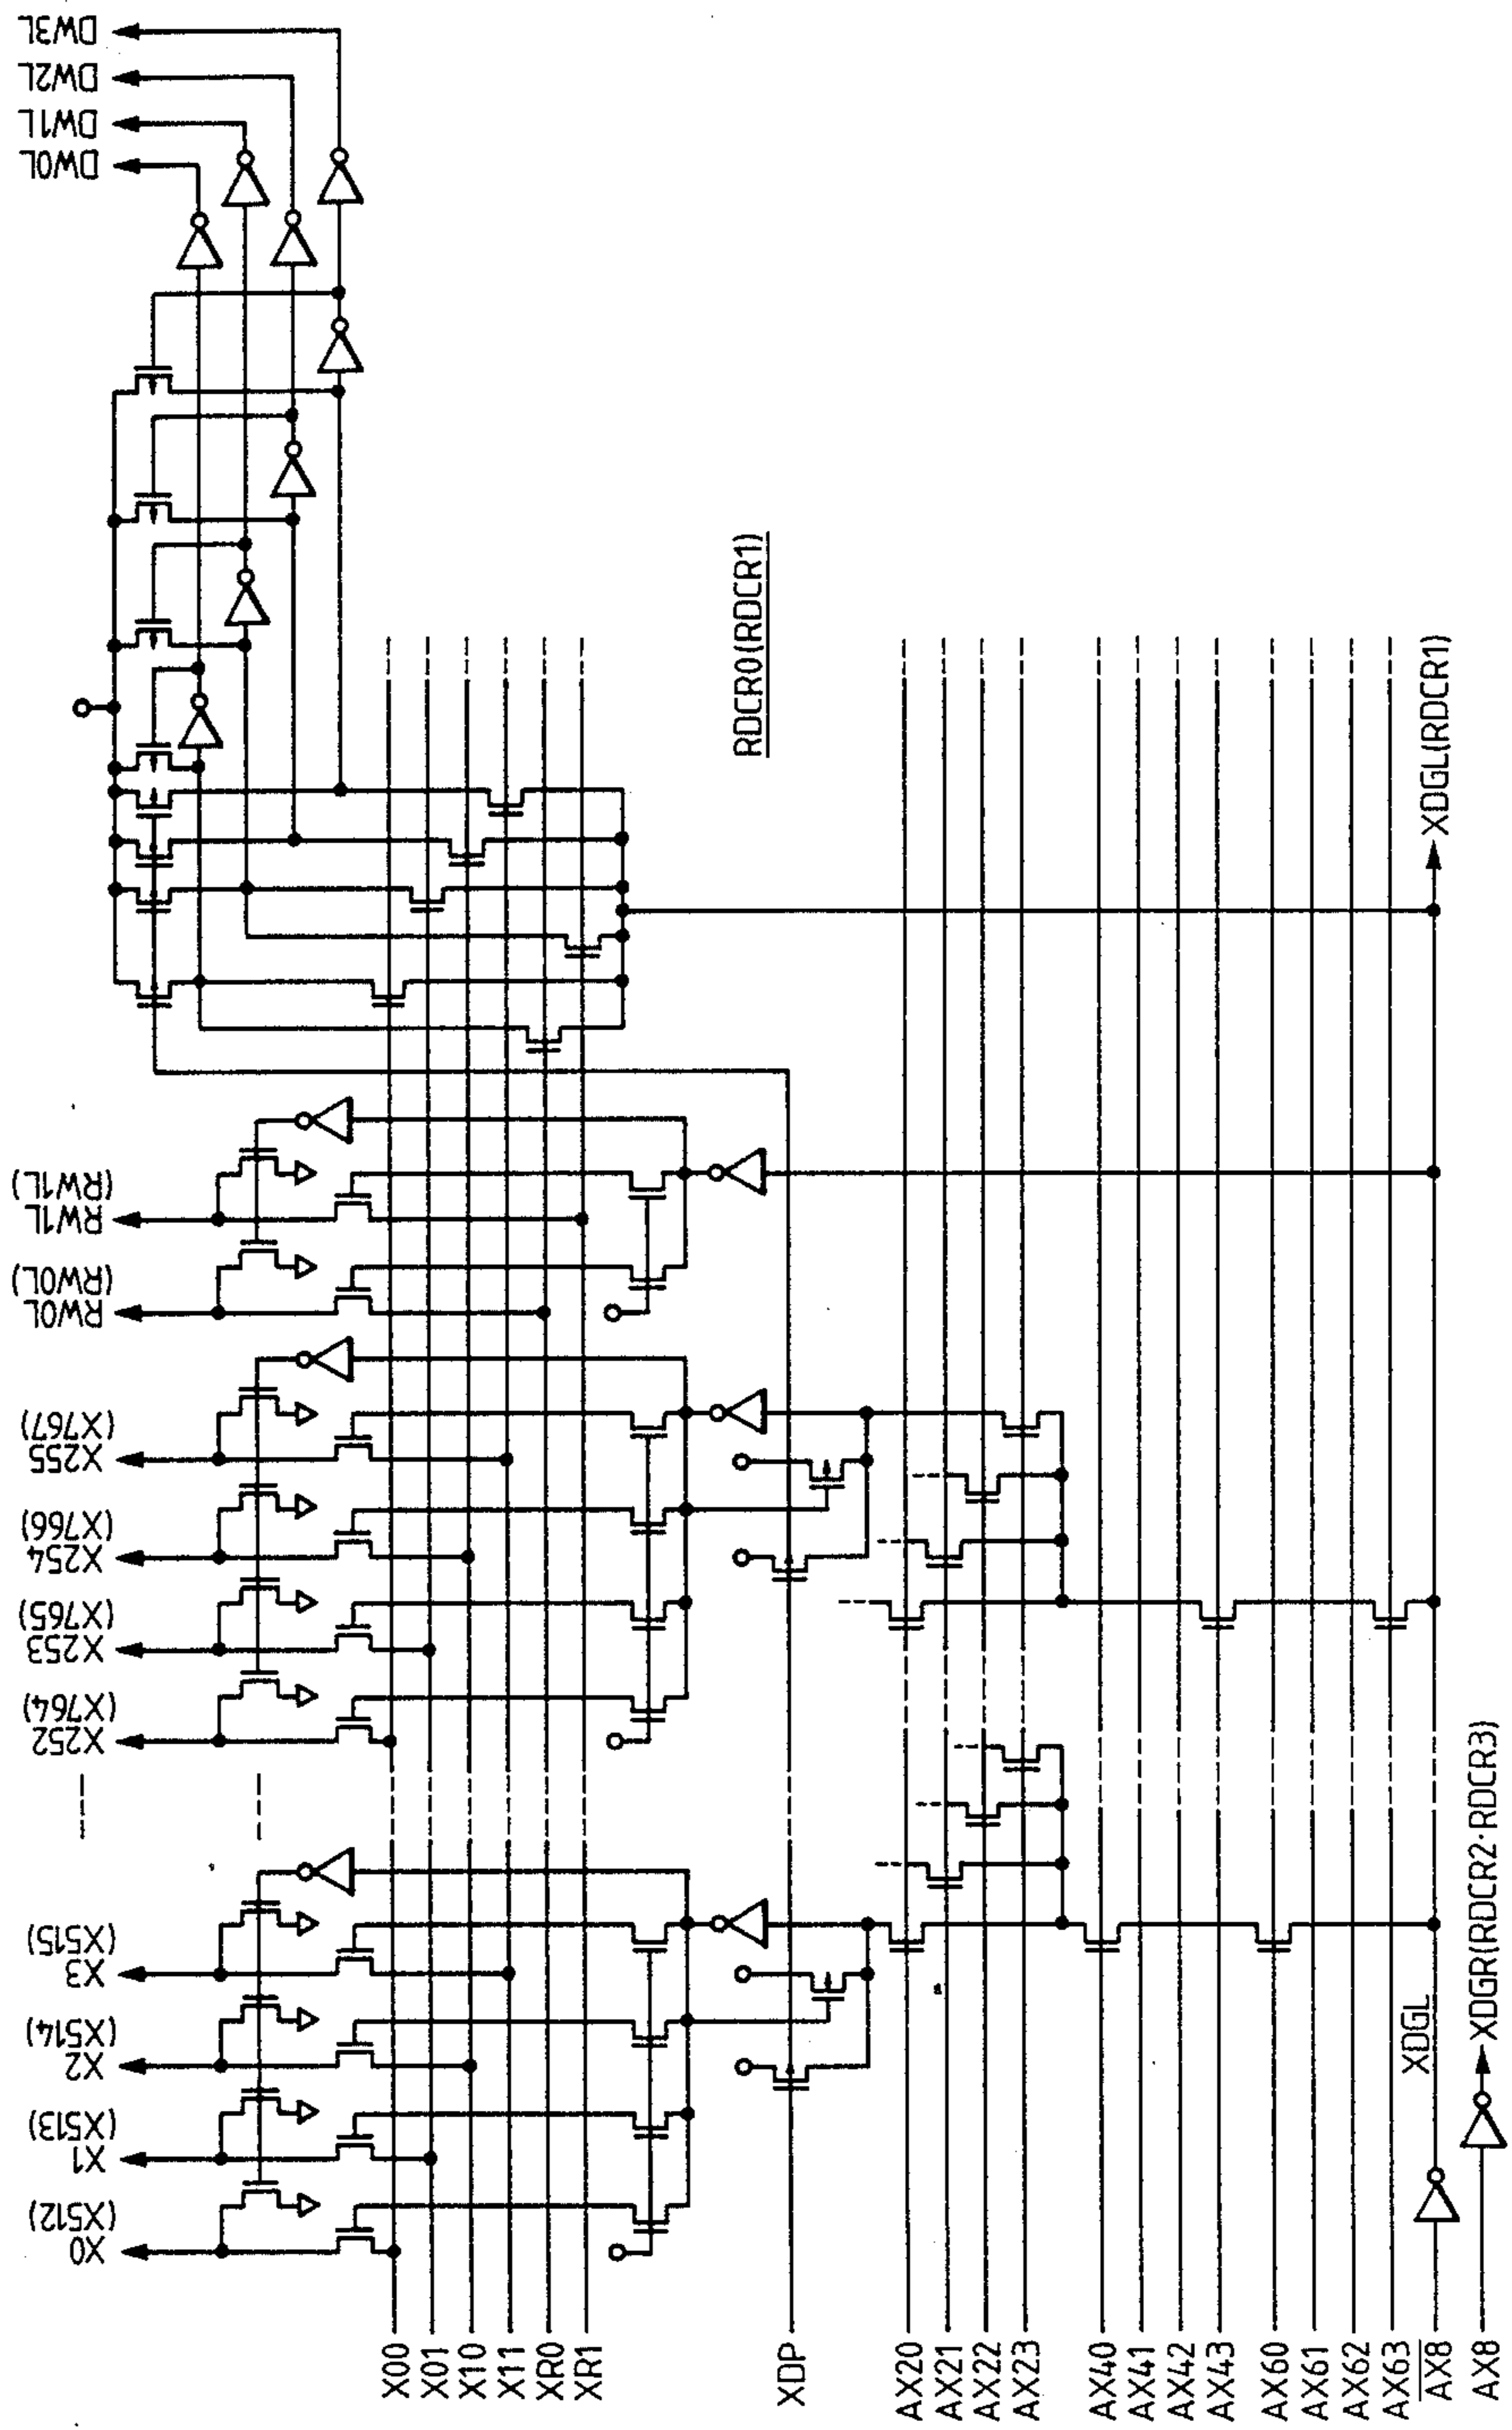 DW3L
DW2L
DW1L
DW0L
RW1L (RW1L)
RW0L (RW0L)
X255 (X767)
X254 (X766)
X253 (X765)
X252 (X764)
X3 (X515)
X2 (X514)
X1 (X513)
X0 (X512)
RDCR0(RDCR1)
XDGL(RDCR1)
XDGL
XDGR(RDCR2·RDCR3)
X00
X01
X10
X11
XR0
XR1
XDP
AX20
AX21
AX22
AX23
AX40
AX41
AX42
AX43
AX60
AX61
AX62
AX63
A̅X̅8̅
AX8